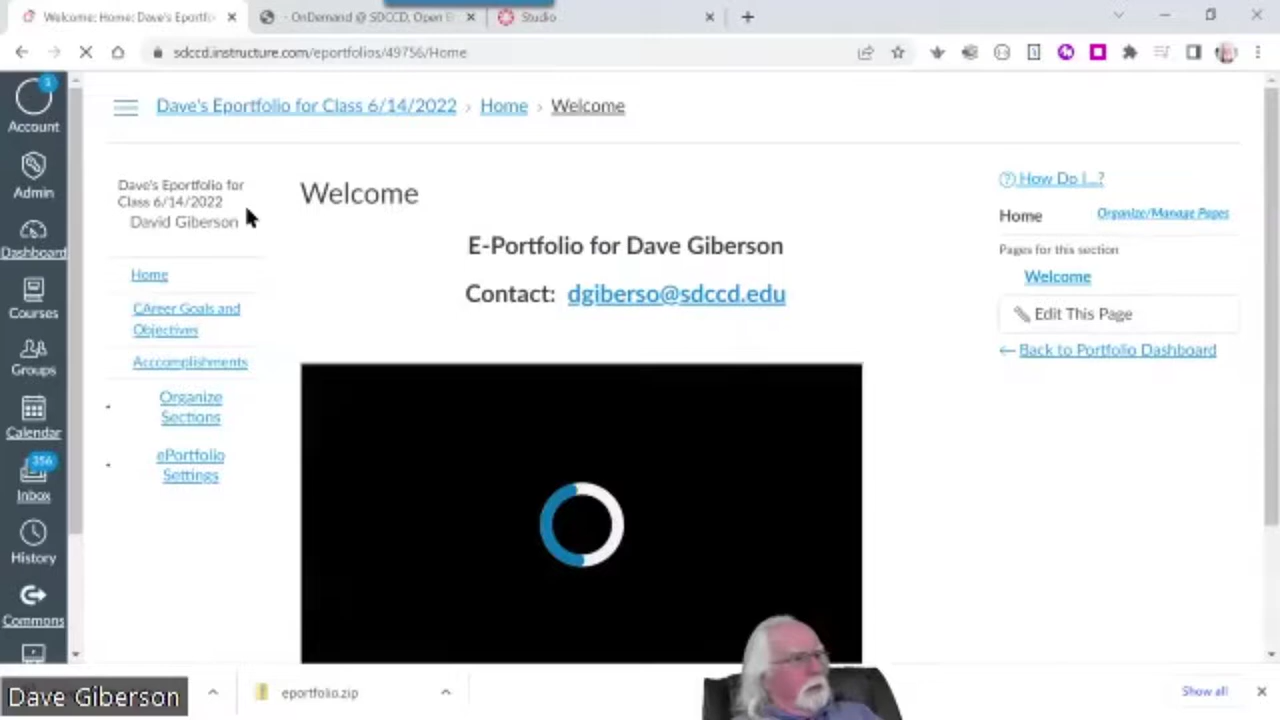 Welcome: Home: Dave's Eportfo
- OnDemand @ SDCCD, Open E
Studio
sdccd.instructure.com/eportfolios/49756/Home
1
Account
Admin
Dashboard
Courses
Groups
Calendar
356
Inbox
History
Commons
Dave's Eportfolio for Class 6/14/2022 › Home › Welcome
Dave's Eportfolio for
Class 6/14/2022
David Giberson
Home
CAreer Goals and
Objectives
Acccomplishments
Organize
Sections
ePortfolio
Settings
Welcome
E-Portfolio for Dave Giberson
Contact: dgiberso@sdccd.edu
How Do I...?
Home
Organize/Manage Pages
Pages for this section
Welcome
Edit This Page
Back to Portfolio Dashboard
Dave Giberson
eportfolio.zip
Show all